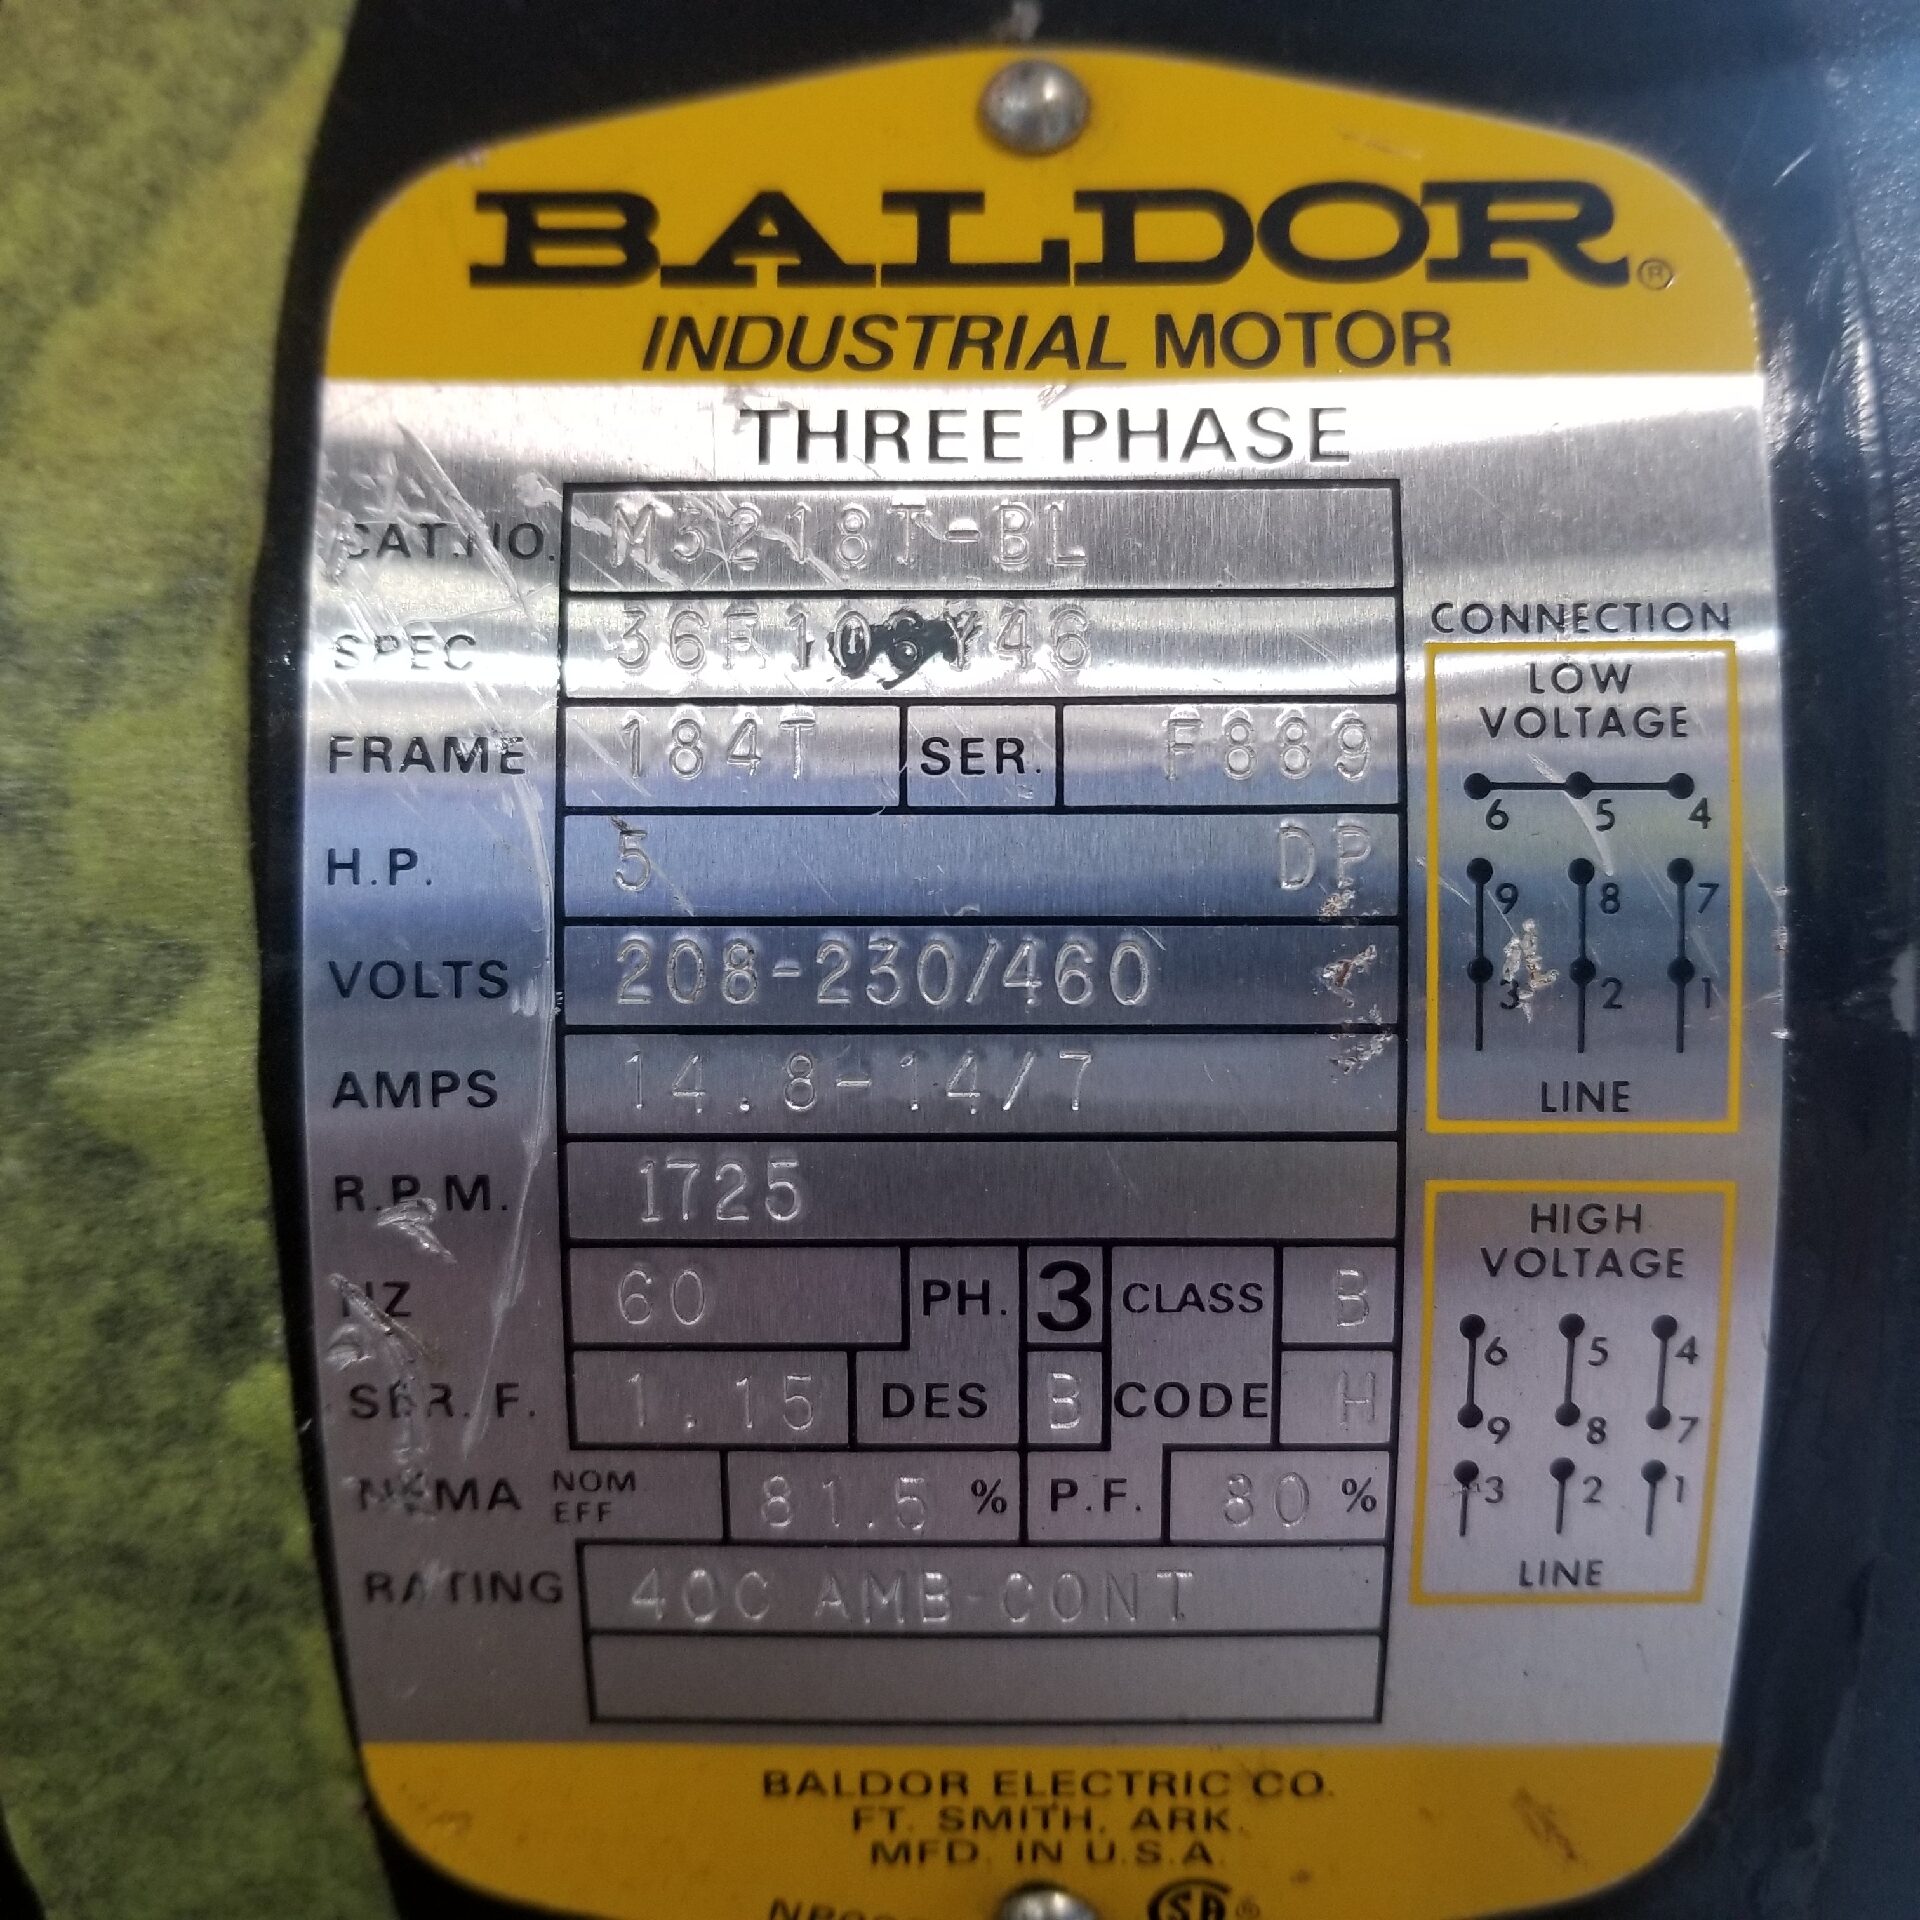 BALDOR®
INDUSTRIAL MOTOR
THREE PHASE
CAT.NO. M3218T-BL
SPEC
FRAME 184T SER. F889
H.P. 5 DP
VOLTS 208-230/460
AMPS 14.8-14/7
R.P.M. 1725
HZ 60 PH. 3 CLASS B
SER. F. 1.15 DES B CODE H
NEMA NOM EFF 81.5 % P.F. 80 %
RATING 40C AMB-CONT
CONNECTION
LOW
VOLTAGE
6 5 4
9 8 7
3 2 1
LINE
HIGH
VOLTAGE
6 5 4
9 8 7
3 2 1
LINE
BALDOR ELECTRIC CO.
FT. SMITH, ARK.
MFD. IN U.S.A.
SA®